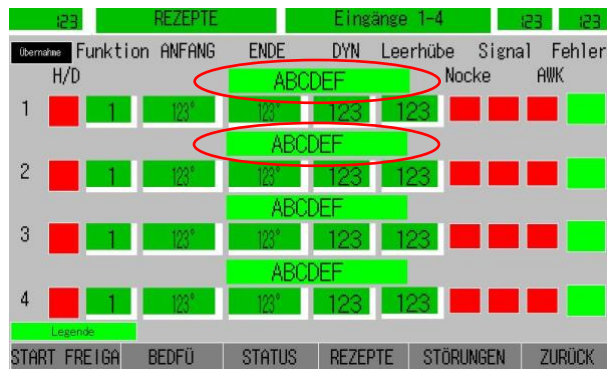 123 REZEPTE Eingänge 1-4 123 123
Übernahme Funktion ANFANG ENDE DYN Leerhübe Signal Fehler
H/D ABCDEF Nocke AWK
1 1 123° 123° 123 123
ABCDEF
2 1 123° 123° 123 123
ABCDEF
3 1 123° 123° 123 123
ABCDEF
4 1 123° 123° 123 123
Legende
START FREIGA BEDFÜ STATUS REZEPTE STÖRUNGEN ZURÜCK